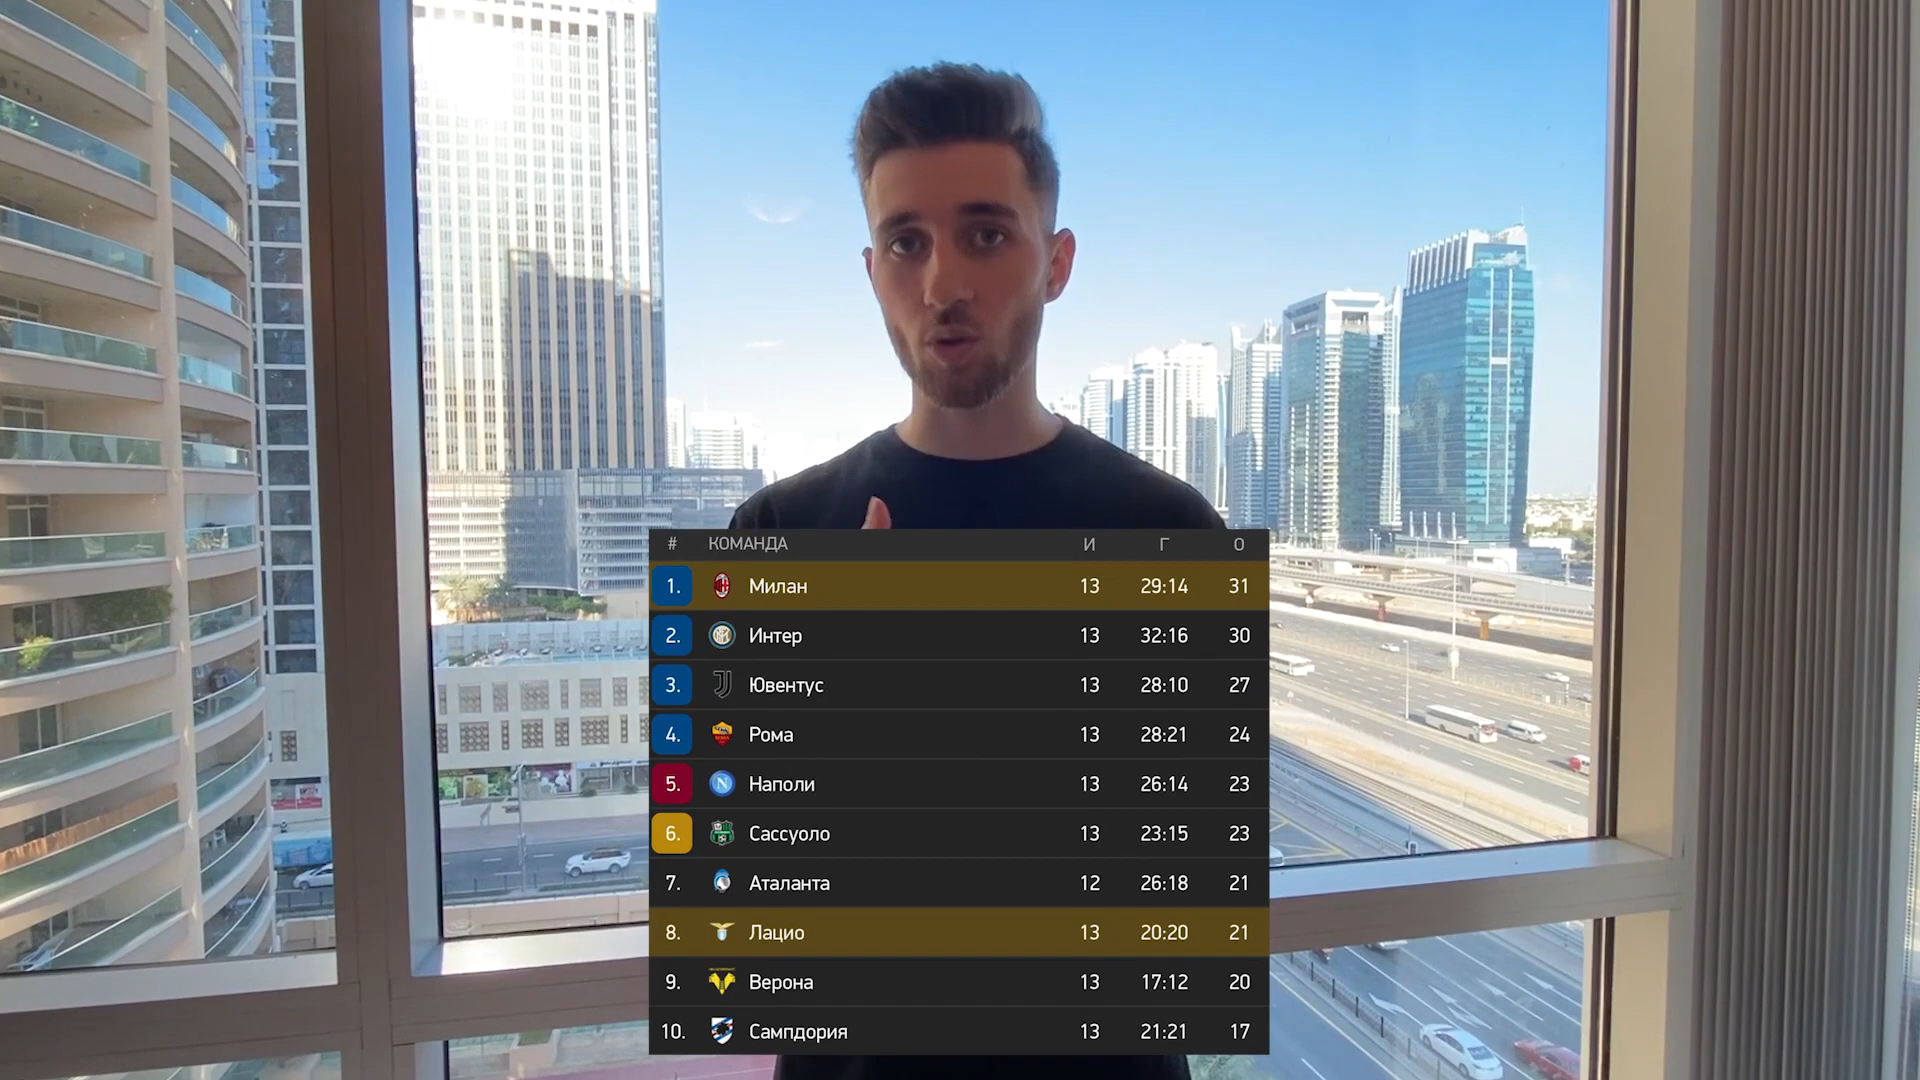 # КОМАНДА И Г О
1. Милан 13 29:14 31
2. Интер 13 32:16 30
3. Ювентус 13 28:10 27
4. Рома 13 28:21 24
5. Наполи 13 26:14 23
6. Сассуоло 13 23:15 23
7. Аталанта 12 26:18 21
8. Лацио 13 20:20 21
9. Верона 13 17:12 20
10. Сампдория 13 21:21 17